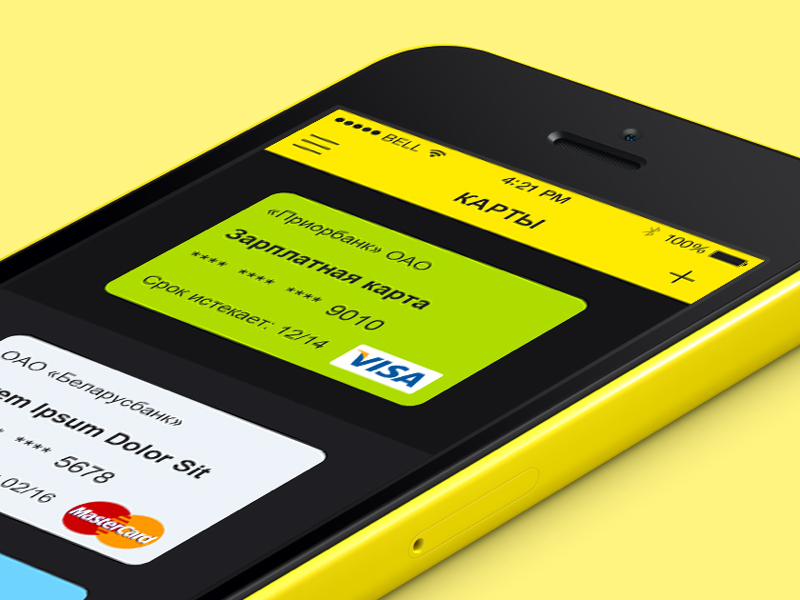 BELL 4:21 PM 100%
КАРТЫ
«Приорбанк» ОАО
Зарплатная карта
**** **** **** 9010
Срок истекает: 12/14
VISA
ОАО «Беларусбанк»
Ipsum Dolor Sit
**** 5678
02/16
MasterCard